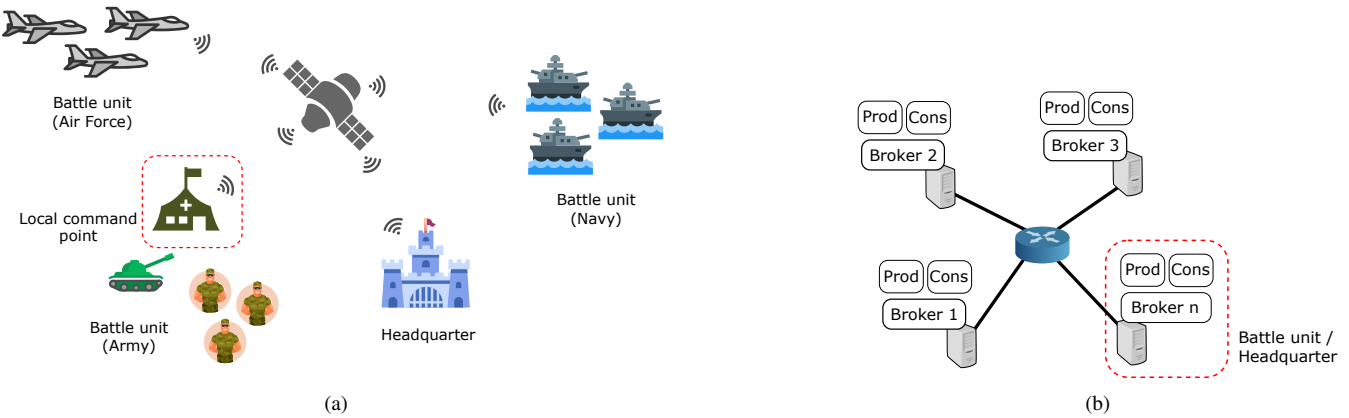 Battle unit
(Air Force)
Local command
point
Battle unit
(Army)
Headquarter
Battle unit
(Navy)
(a)
Prod Cons
Broker 2
Prod Cons
Broker 3
Prod Cons
Broker 1
Prod Cons
Broker n
Battle unit /
Headquarter
(b)